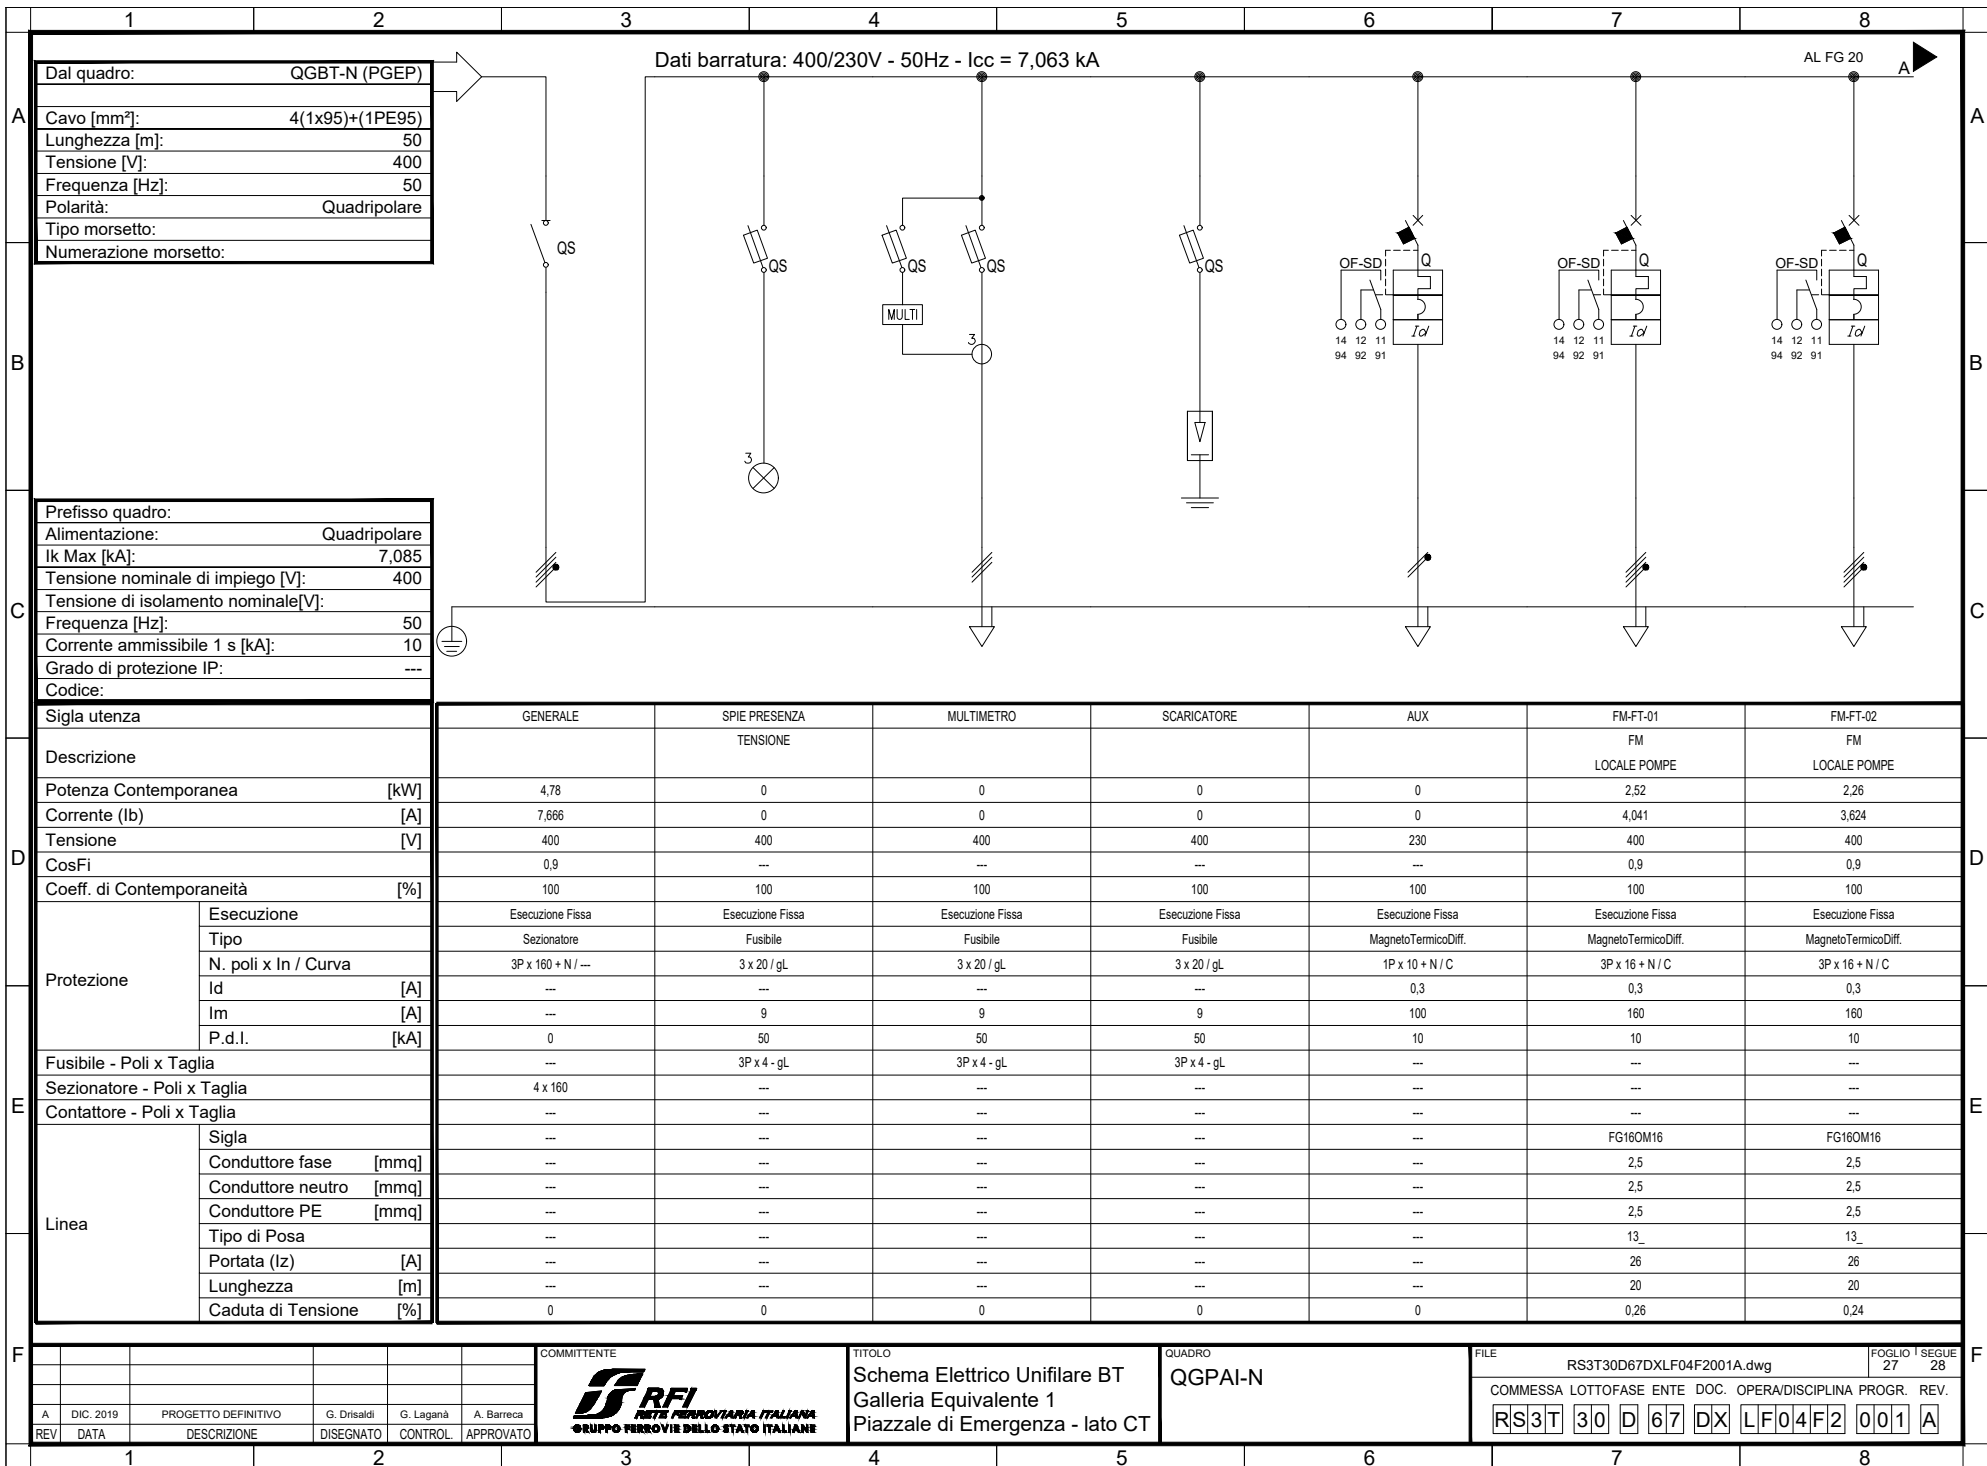 1 2 3 4 5 6 7 8
Dati barratura: 400/230V - 50Hz - Icc = 7,063 kA
AL FG 20
A
Dal quadro: QGBT-N (PGEP)
Cavo [mm²]: 4(1x95)+(1PE95)
Lunghezza [m]: 50
Tensione [V]: 400
Frequenza [Hz]: 50
Polarità: Quadripolare
Tipo morsetto:
Numerazione morsetto:
A A
B B
C C
D D
E E
F F
QS
QS
QS QS
MULTI
3
3
QS
OF-SD Q
Id
14 12 11
94 92 91
OF-SD Q
Id
14 12 11
94 92 91
OF-SD Q
Id
14 12 11
94 92 91
Prefisso quadro:
Alimentazione: Quadripolare
Ik Max [kA]: 7,085
Tensione nominale di impiego [V]: 400
Tensione di isolamento nominale[V]:
Frequenza [Hz]: 50
Corrente ammissibile 1 s [kA]: 10
Grado di protezione IP: ---
Codice:
Sigla utenza GENERALE SPIE PRESENZA MULTIMETRO SCARICATORE AUX FM-FT-01 FM-FT-02
Descrizione TENSIONE FM FM
LOCALE POMPE LOCALE POMPE
Potenza Contemporanea [kW] 4,78 0 0 0 0 2,52 2,26
Corrente (Ib) [A] 7,666 0 0 0 0 4,041 3,624
Tensione [V] 400 400 400 400 230 400 400
CosFi 0,9 --- --- --- --- 0,9 0,9
Coeff. di Contemporaneità [%] 100 100 100 100 100 100 100
Protezione
Esecuzione Esecuzione Fissa Esecuzione Fissa Esecuzione Fissa Esecuzione Fissa Esecuzione Fissa Esecuzione Fissa Esecuzione Fissa
Tipo Sezionatore Fusibile Fusibile Fusibile MagnetoTermicoDiff. MagnetoTermicoDiff. MagnetoTermicoDiff.
N. poli x In / Curva 3P x 160 + N / --- 3 x 20 / gL 3 x 20 / gL 3 x 20 / gL 1P x 10 + N / C 3P x 16 + N / C 3P x 16 + N / C
Id [A] --- --- --- --- 0,3 0,3 0,3
Im [A] --- 9 9 9 100 160 160
P.d.I. [kA] 0 50 50 50 10 10 10
Fusibile - Poli x Taglia --- 3P x 4 - gL 3P x 4 - gL 3P x 4 - gL --- --- ---
Sezionatore - Poli x Taglia 4 x 160 --- --- --- --- --- ---
Contattore - Poli x Taglia --- --- --- --- --- --- ---
Linea
Sigla --- --- --- --- --- FG16OM16 FG16OM16
Conduttore fase [mmq] --- --- --- --- --- 2,5 2,5
Conduttore neutro [mmq] --- --- --- --- --- 2,5 2,5
Conduttore PE [mmq] --- --- --- --- --- 2,5 2,5
Tipo di Posa --- --- --- --- --- 13_ 13_
Portata (Iz) [A] --- --- --- --- --- 26 26
Lunghezza [m] --- --- --- --- --- 20 20
Caduta di Tensione [%] 0 0 0 0 0 0,26 0,24
A DIC. 2019 PROGETTO DEFINITIVO G. Drisaldi G. Laganà A. Barreca
REV DATA DESCRIZIONE DISEGNATO CONTROL. APPROVATO
COMMITTENTE
RFI
RETE FERROVIARIA ITALIANA
GRUPPO FERROVIE DELLO STATO ITALIANE
TITOLO
Schema Elettrico Unifilare BT
Galleria Equivalente 1
Piazzale di Emergenza - lato CT
QUADRO
QGPAI-N
FILE
RS3T30D67DXLF04F2001A.dwg
FOGLIO SEGUE
27 28
COMMESSA LOTTO FASE ENTE DOC. OPERA/DISCIPLINA PROGR. REV.
RS3T 30 D 67 DX LF04F2 001 A
1 2 3 4 5 6 7 8